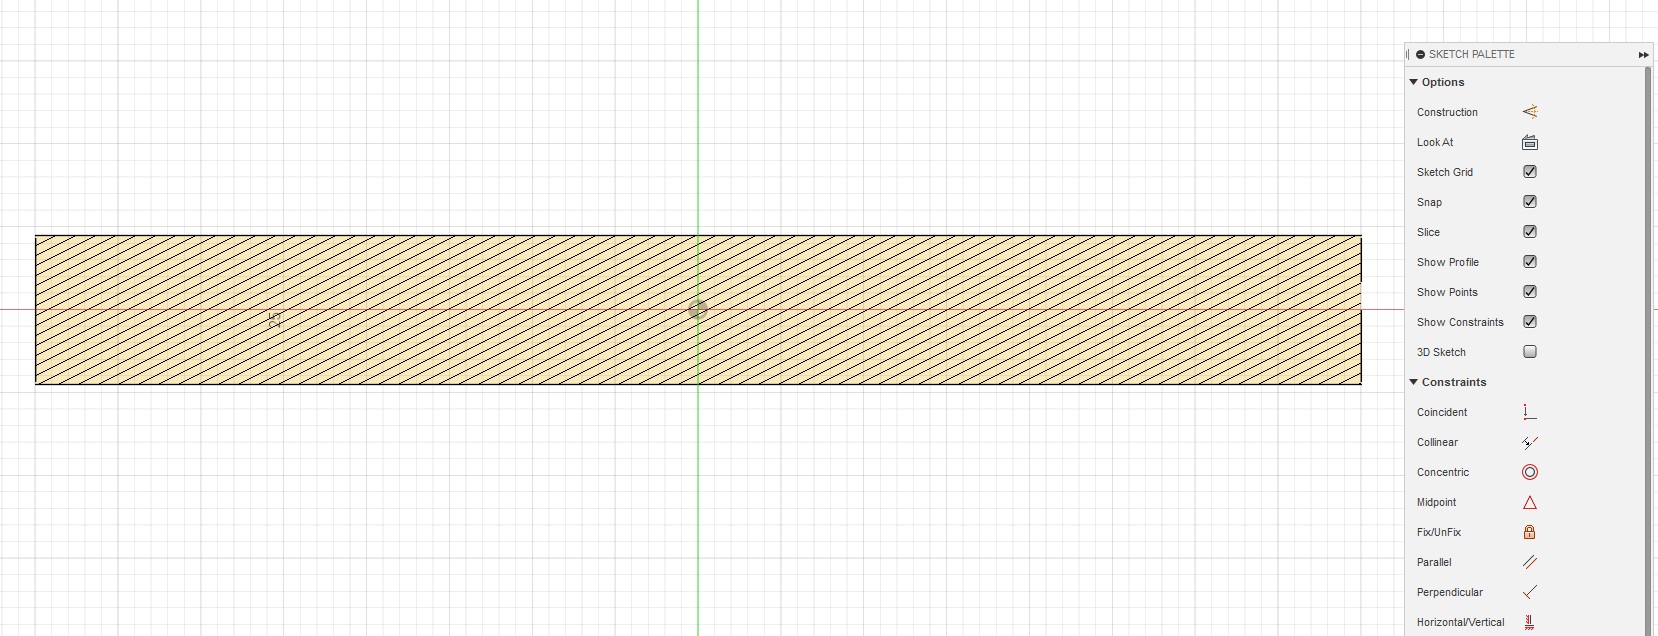 SKETCH PALETTE
Options
Construction
Look At
Sketch Grid
Snap
Slice
Show Profile
Show Points
Show Constraints
3D Sketch
Constraints
Coincident
Collinear
Concentric
Midpoint
Fix/UnFix
Parallel
Perpendicular
Horizontal/Vertical
25